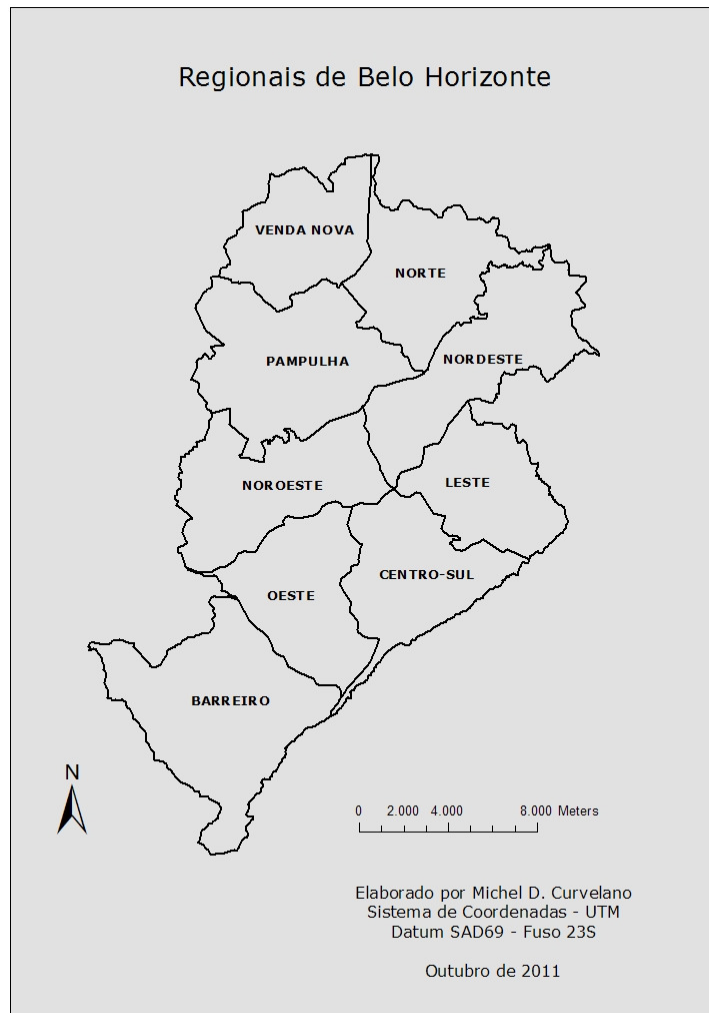 Regionais de Belo Horizonte
VENDA NOVA
NORTE
PAMPULHA
NORDESTE
NOROESTE
LESTE
CENTRO-SUL
OESTE
BARREIRO
N
0 2.000 4.000 8.000 Meters
Elaborado por Michel D. Curvelano
Sistema de Coordenadas - UTM
Datum SAD69 - Fuso 23S
Outubro de 2011